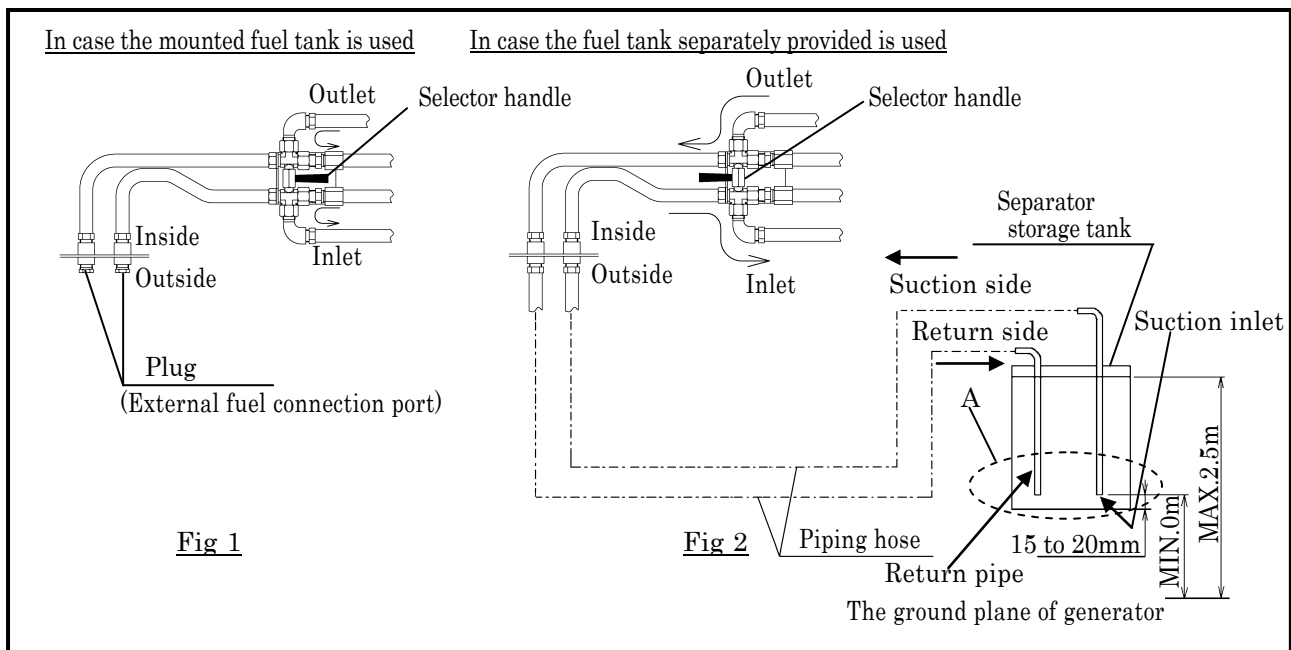 In case the mounted fuel tank is used
Outlet
Selector handle
Inside
Outside
Inlet
Plug
(External fuel connection port)
Fig 1
In case the fuel tank separately provided is used
Outlet
Selector handle
Inside
Outside
Inlet
Separator
storage tank
Suction side
Suction inlet
Return side
A
MAX.2.5m
MIN.0m
15 to 20mm
Piping hose
Return pipe
The ground plane of generator
Fig 2